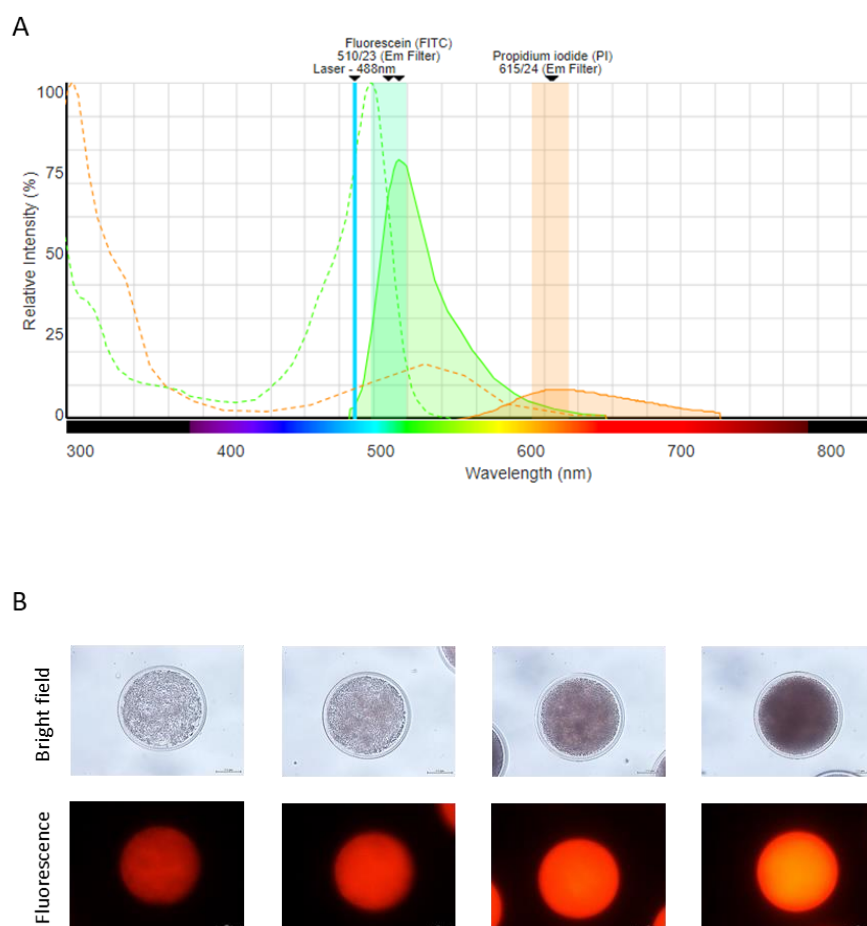 A
Fluorescein (FITC)
510/23 (Em Filter)
Laser - 488nm
Propidium iodide (PI)
615/24 (Em Filter)
Relative Intensity (%)
100
75
50
25
0
300 400 500 600 700 800
Wavelength (nm)
B
Bright field
Fluorescence